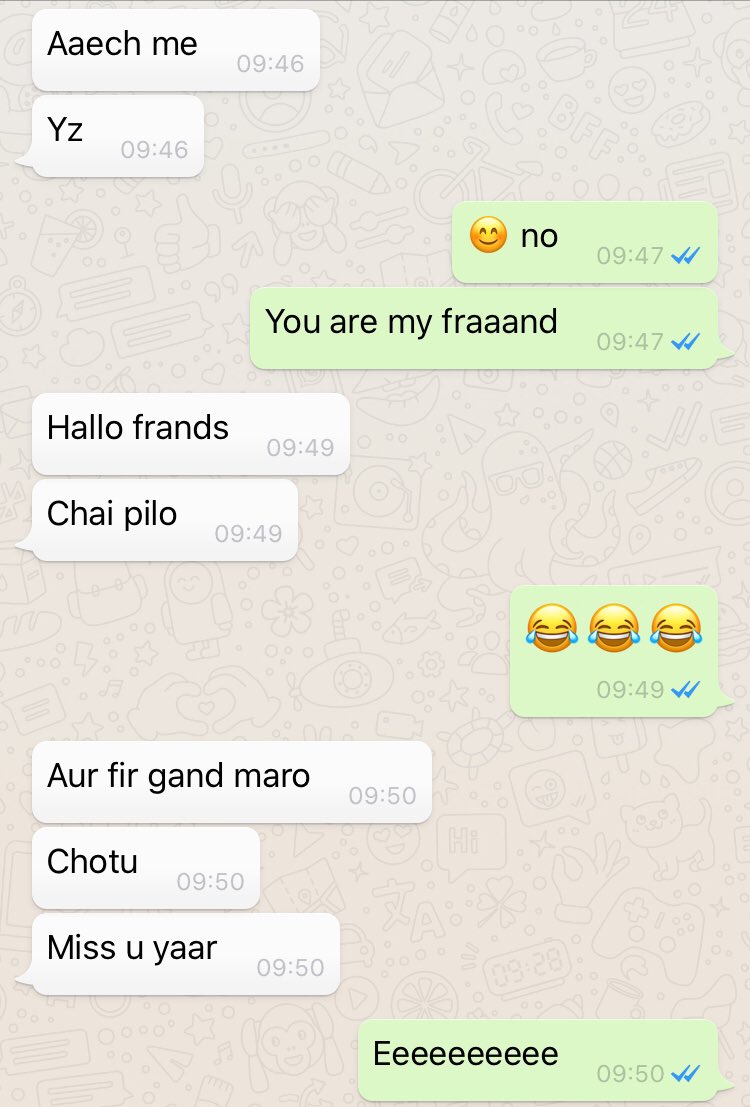 Aaech me
09:46
Yz
09:46
😊 no
09:47
You are my fraaand
09:47
Hallo frands
09:49
Chai pilo
09:49
😂😂😂
09:49
Aur fir gand maro
09:50
Chotu
09:50
Miss u yaar
09:50
Eeeeeeeeee
09:50